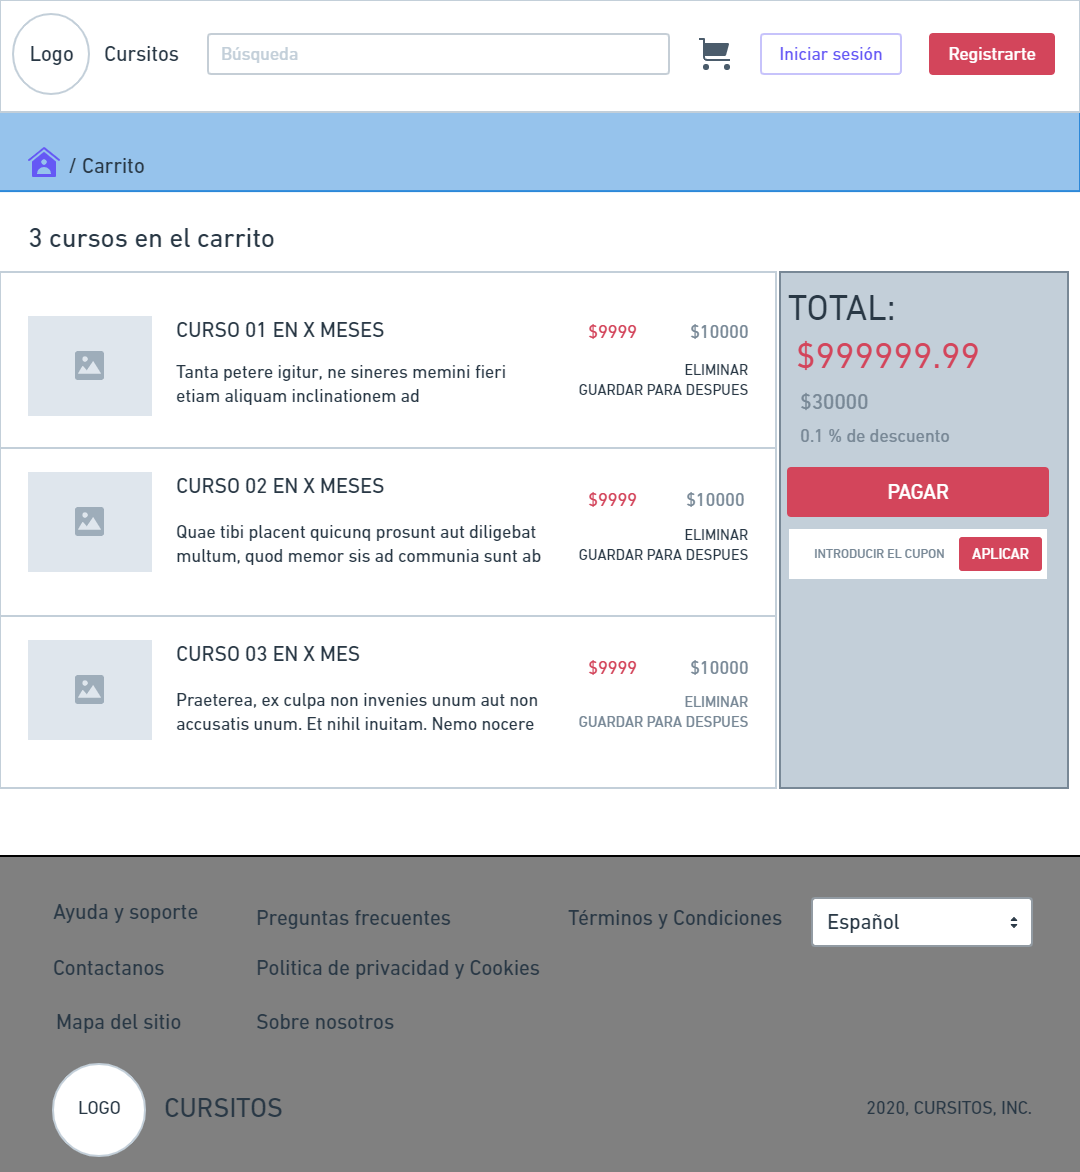 Logo
Cursitos
Búsqueda
Iniciar sesión
Registrarte
/ Carrito
3 cursos en el carrito
CURSO 01 EN X MESES
$9999
$10000
Tanta petere igitur, ne sineres memini fieri
etiam aliquam inclinationem ad
ELIMINAR
GUARDAR PARA DESPUES
CURSO 02 EN X MESES
$9999
$10000
Quae tibi placent quicunq prosunt aut diligebat
multum, quod memor sis ad communia sunt ab
ELIMINAR
GUARDAR PARA DESPUES
CURSO 03 EN X MES
$9999
$10000
Praeterea, ex culpa non invenies unum aut non
accusatis unum. Et nihil inuitam. Nemo nocere
ELIMINAR
GUARDAR PARA DESPUES
TOTAL:
$999999.99
$30000
0.1 % de descuento
PAGAR
INTRODUCIR EL CUPON
APLICAR
Ayuda y soporte
Preguntas frecuentes
Términos y Condiciones
Español
Contactanos
Politica de privacidad y Cookies
Mapa del sitio
Sobre nosotros
LOGO
CURSITOS
2020, CURSITOS, INC.